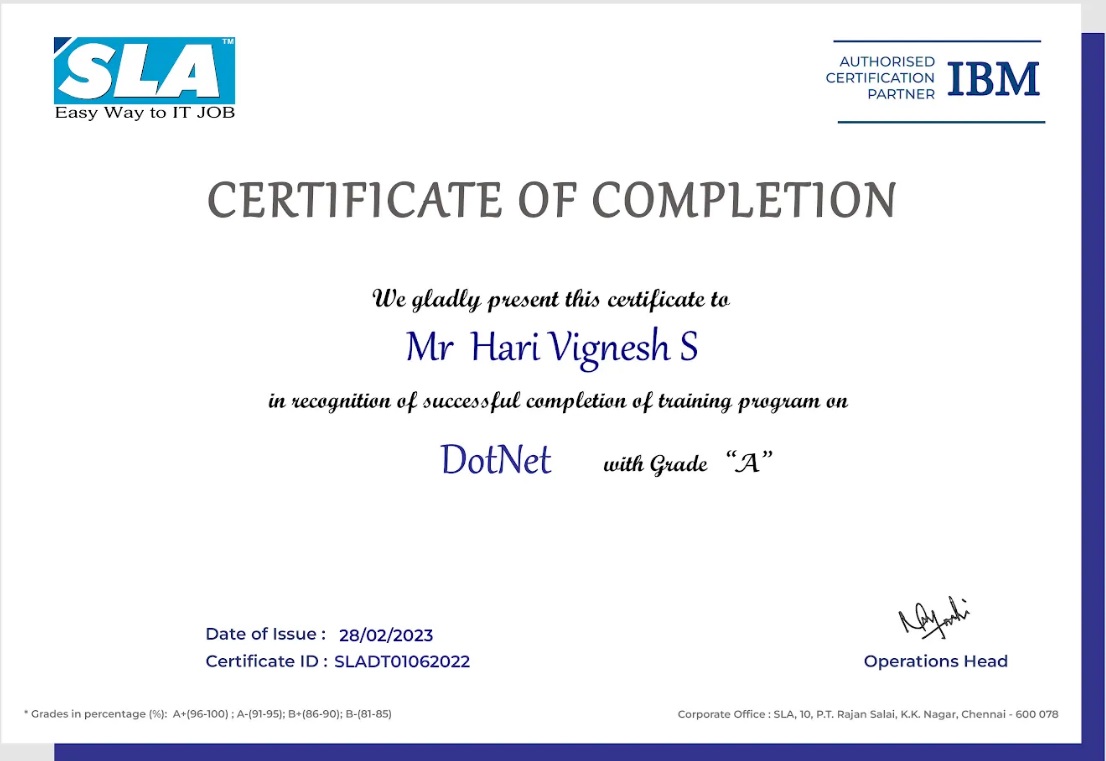 SLA™
Easy Way to IT JOB
AUTHORISED
CERTIFICATION
PARTNER
IBM
CERTIFICATE OF COMPLETION
We gladly present this certificate to
Mr Hari Vignesh S
in recognition of successful completion of training program on
DotNet with Grade “A”
Date of Issue : 28/02/2023
Certificate ID : SLADT01062022
Operations Head
* Grades in percentage (%): A+(96-100) ; A-(91-95); B+(86-90); B-(81-85)
Corporate Office : SLA, 10, P.T. Rajan Salai, K.K. Nagar, Chennai - 600 078